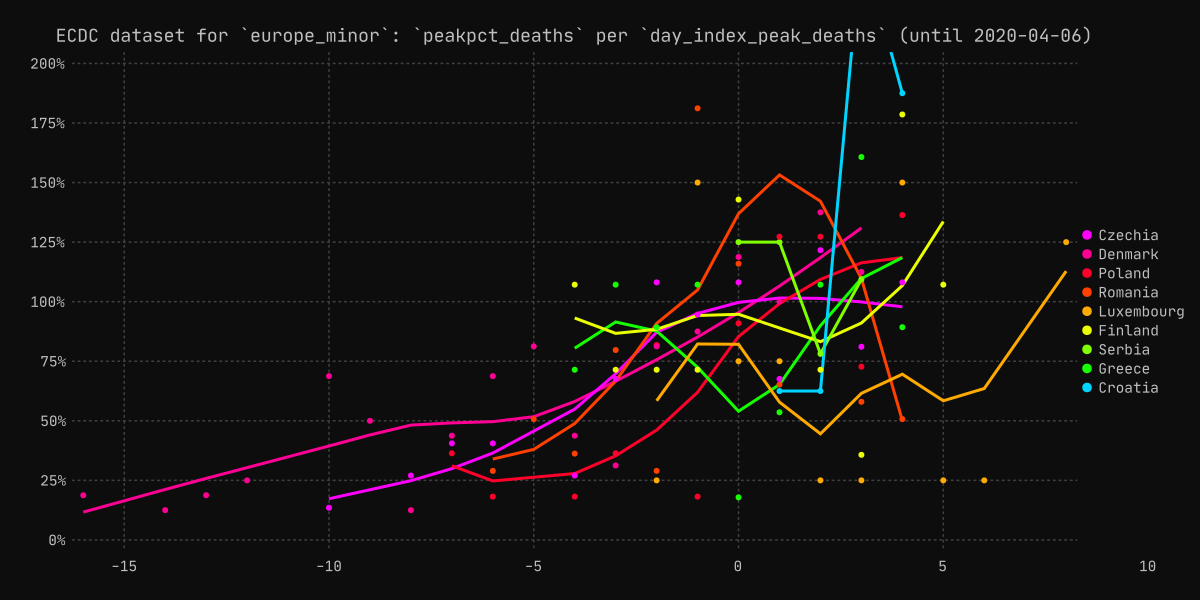 ECDC dataset for `europe_minor`: `peakpct_deaths` per `day_index_peak_deaths` (until 2020-04-06)
200%
175%
150%
125%
100%
75%
50%
25%
0%
-15
-10
-5
0
5
10
Czechia
Denmark
Poland
Romania
Luxembourg
Finland
Serbia
Greece
Croatia